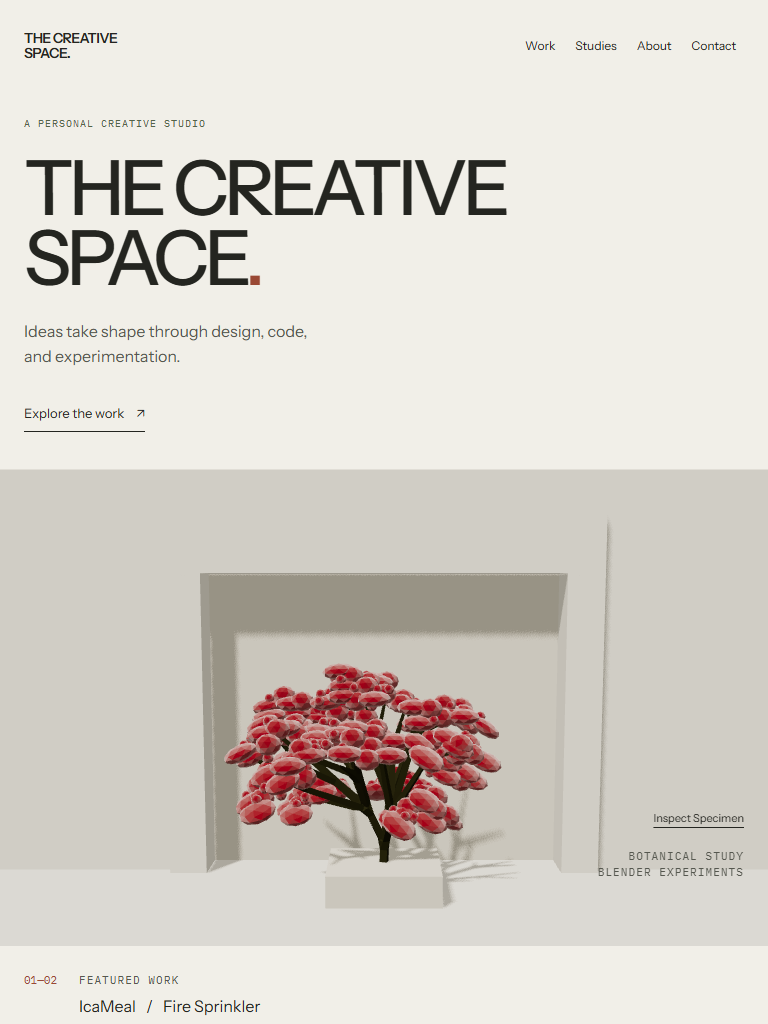 THE CREATIVE
SPACE.
Work Studies About Contact
A PERSONAL CREATIVE STUDIO
THE CREATIVE
SPACE.
Ideas take shape through design, code,
and experimentation.
Explore the work ↗
Inspect Specimen
BOTANICAL STUDY
BLENDER EXPERIMENTS
01—02 FEATURED WORK
IcaMeal / Fire Sprinkler